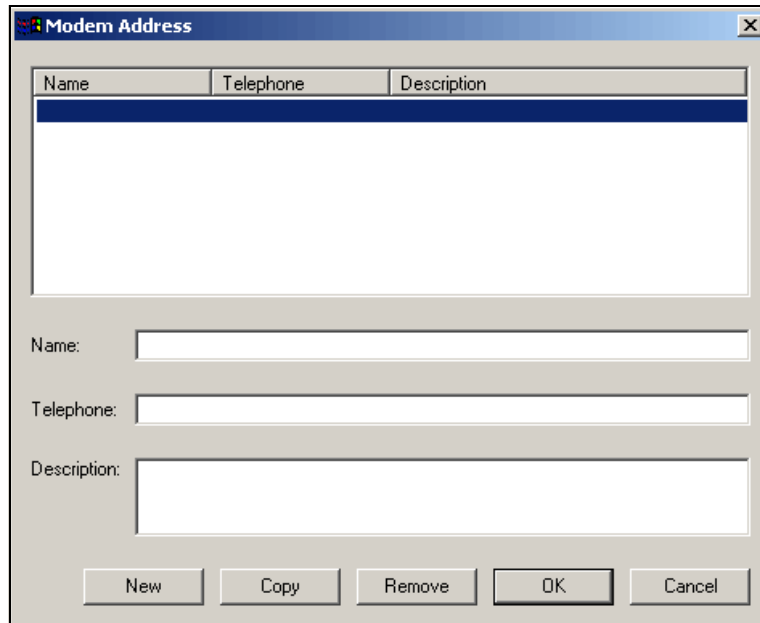 Modem Address
Name Telephone Description
Name:
Telephone:
Description:
New Copy Remove OK Cancel